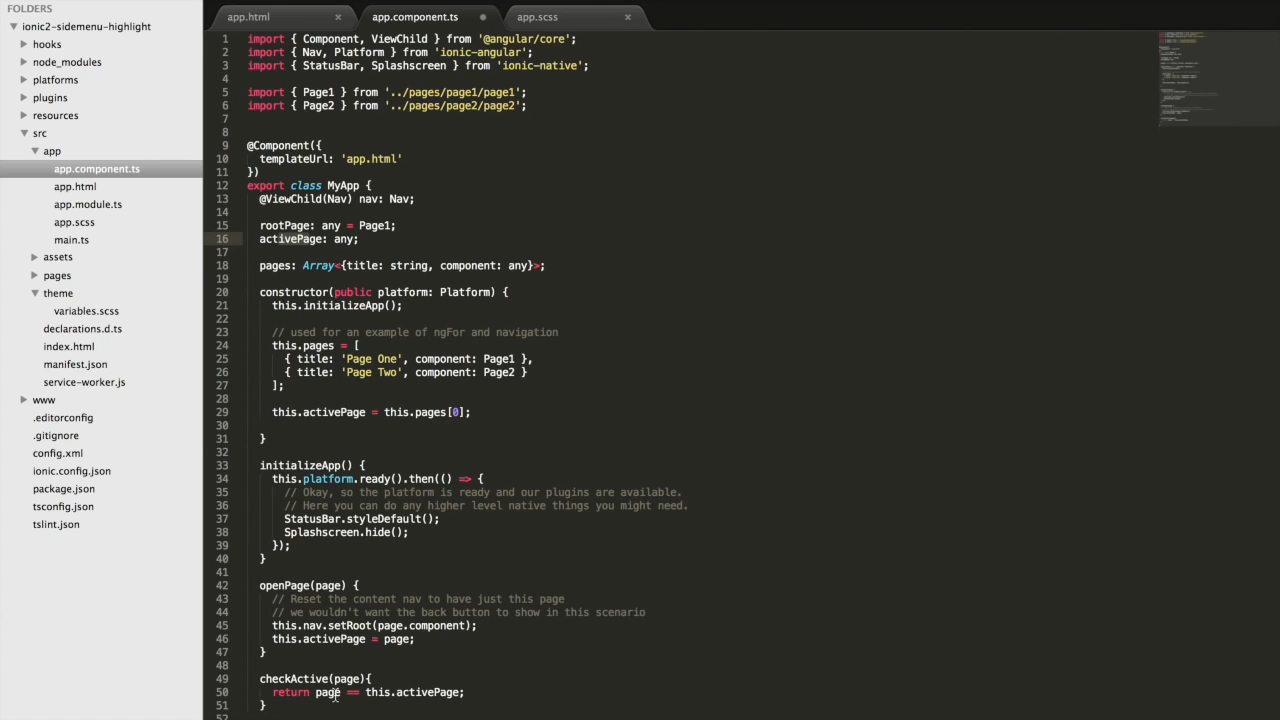 FOLDERS
ionic2-sidemenu-highlight
hooks
node_modules
platforms
plugins
resources
src
app
app.component.ts
app.html
app.module.ts
app.scss
main.ts
assets
pages
theme
variables.scss
declarations.d.ts
index.html
manifest.json
service-worker.js
www
.editorconfig
.gitignore
config.xml
ionic.config.json
package.json
tsconfig.json
tslint.json
app.html × app.component.ts app.scss ×
1 import { Component, ViewChild } from '@angular/core';
2 import { Nav, Platform } from 'ionic-angular';
3 import { StatusBar, Splashscreen } from 'ionic-native';
4
5 import { Page1 } from '../pages/page1/page1';
6 import { Page2 } from '../pages/page2/page2';
7
8
9 @Component({
10 templateUrl: 'app.html'
11 })
12 export class MyApp {
13 @ViewChild(Nav) nav: Nav;
14
15 rootPage: any = Page1;
16 activePage: any;
17
18 pages: Array<{title: string, component: any}>;
19
20 constructor(public platform: Platform) {
21 this.initializeApp();
22
23 // used for an example of ngFor and navigation
24 this.pages = [
25 { title: 'Page One', component: Page1 },
26 { title: 'Page Two', component: Page2 }
27 ];
28
29 this.activePage = this.pages[0];
30
31 }
32
33 initializeApp() {
34 this.platform.ready().then(() => {
35 // Okay, so the platform is ready and our plugins are available.
36 // Here you can do any higher level native things you might need.
37 StatusBar.styleDefault();
38 Splashscreen.hide();
39 });
40 }
41
42 openPage(page) {
43 // Reset the content nav to have just this page
44 // we wouldn't want the back button to show in this scenario
45 this.nav.setRoot(page.component);
46 this.activePage = page;
47 }
48
49 checkActive(page){
50 return page == this.activePage;
51 }
52